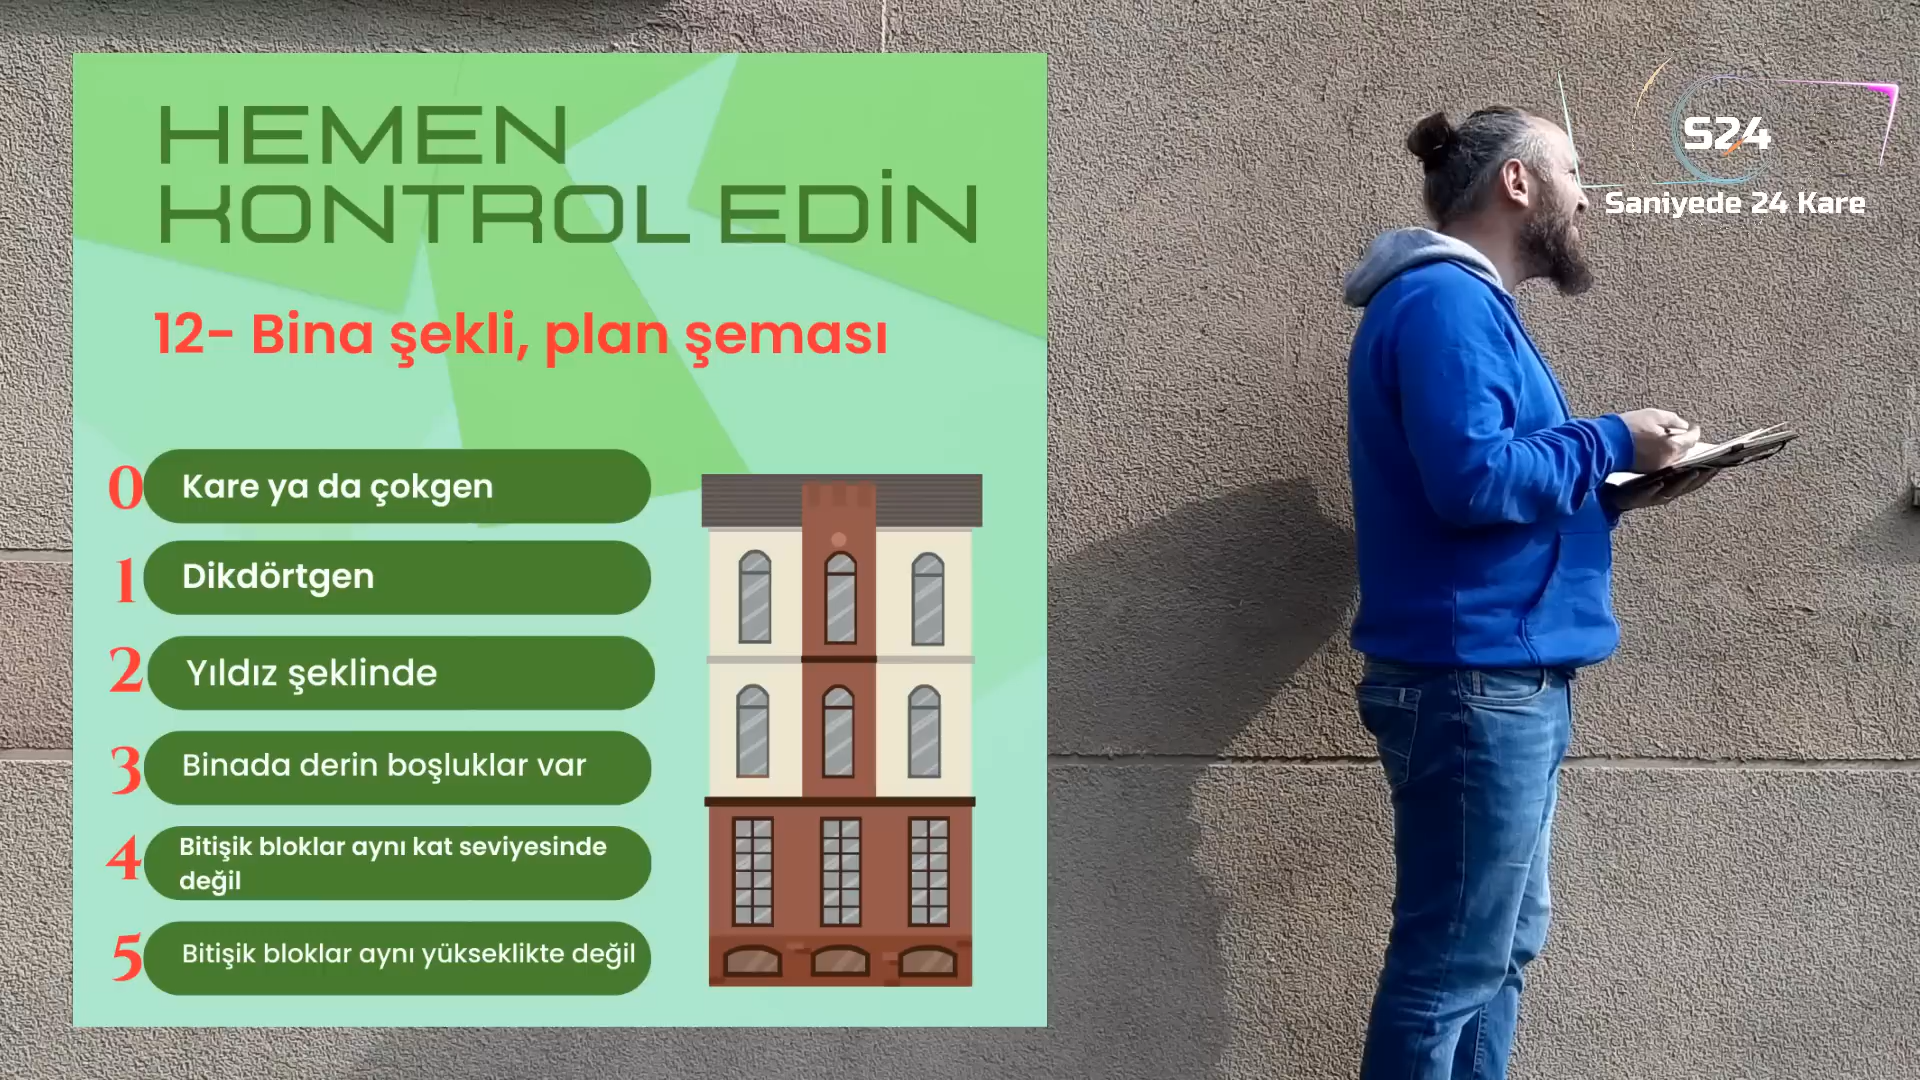 HEMEN
KONTROL EDİN
12- Bina şekli, plan şeması
0 Kare ya da çokgen
1 Dikdörtgen
2 Yıldız şeklinde
3 Binada derin boşluklar var
4 Bitişik bloklar aynı kat seviyesinde
değil
5 Bitişik bloklar aynı yükseklikte değil
S24
Saniyede 24 Kare